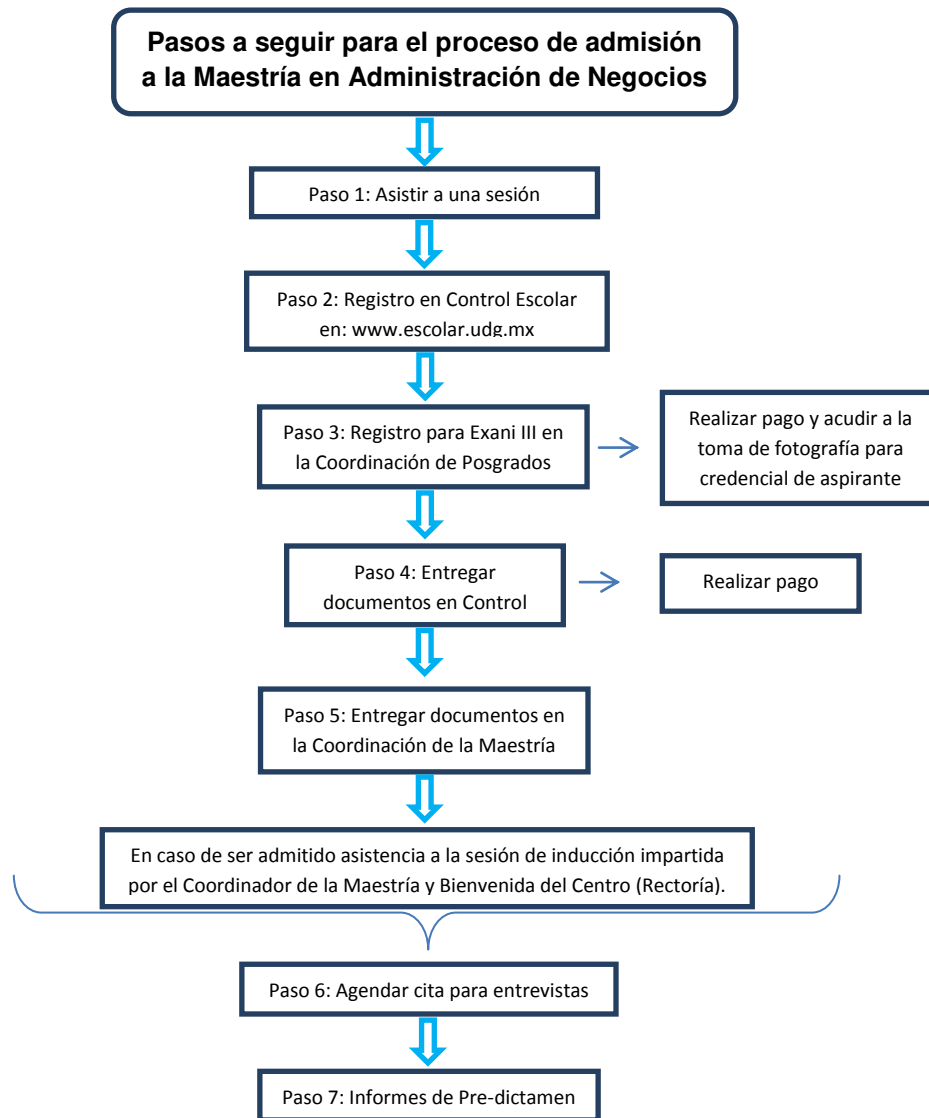 Pasos a seguir para el proceso de admisión
a la Maestría en Administración de Negocios
Paso 1: Asistir a una sesión
Paso 2: Registro en Control Escolar
en: www.escolar.udg.mx
Paso 3: Registro para Exani III en
la Coordinación de Posgrados
Realizar pago y acudir a la
toma de fotografía para
credencial de aspirante
Paso 4: Entregar
documentos en Control
Realizar pago
Paso 5: Entregar documentos en
la Coordinación de la Maestría
En caso de ser admitido asistencia a la sesión de inducción impartida
por el Coordinador de la Maestría y Bienvenida del Centro (Rectoría).
Paso 6: Agendar cita para entrevistas
Paso 7: Informes de Pre-dictamen